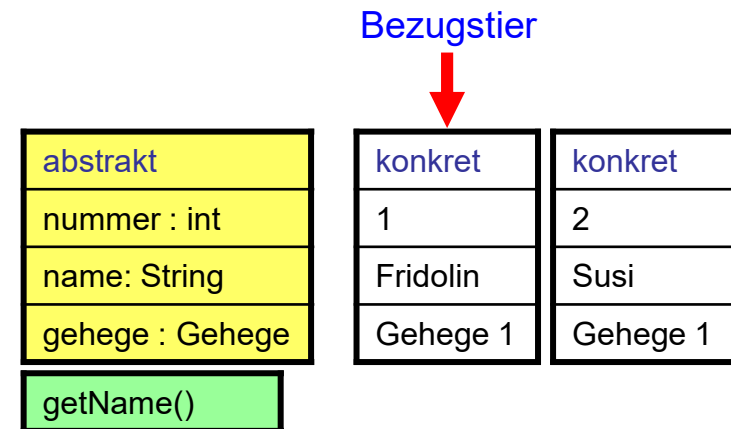 Bezugstier
abstrakt
konkret
konkret
nummer : int
1
2
name: String
Fridolin
Susi
gehege : Gehege
Gehege 1
Gehege 1
getName()